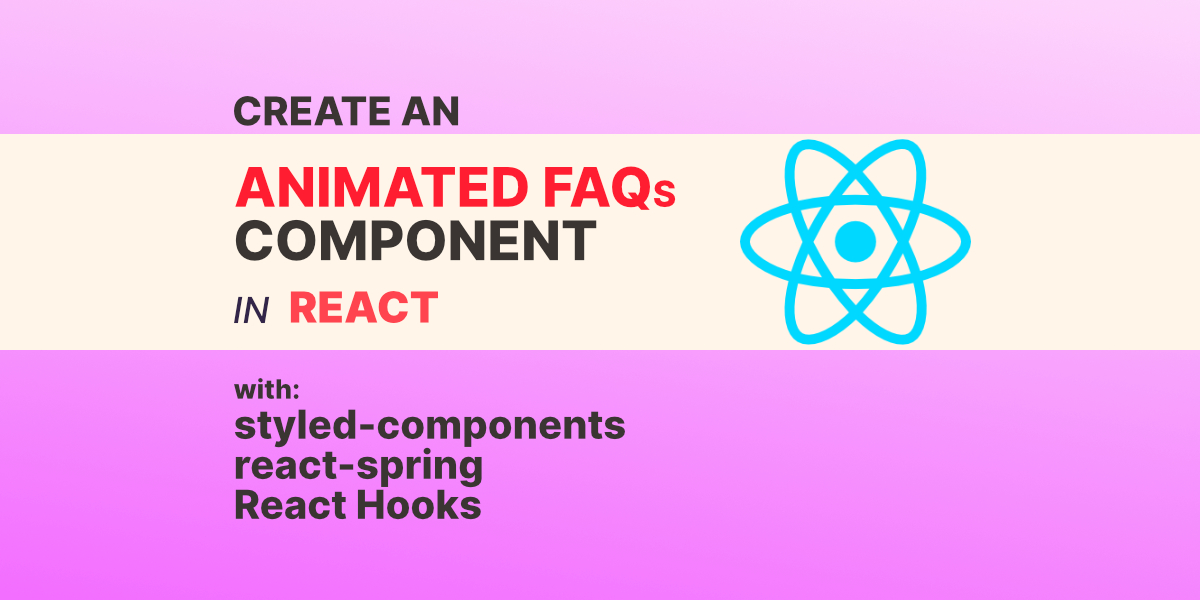 CREATE AN
ANIMATED FAQs
COMPONENT
IN REACT
with:
styled-components
react-spring
React Hooks